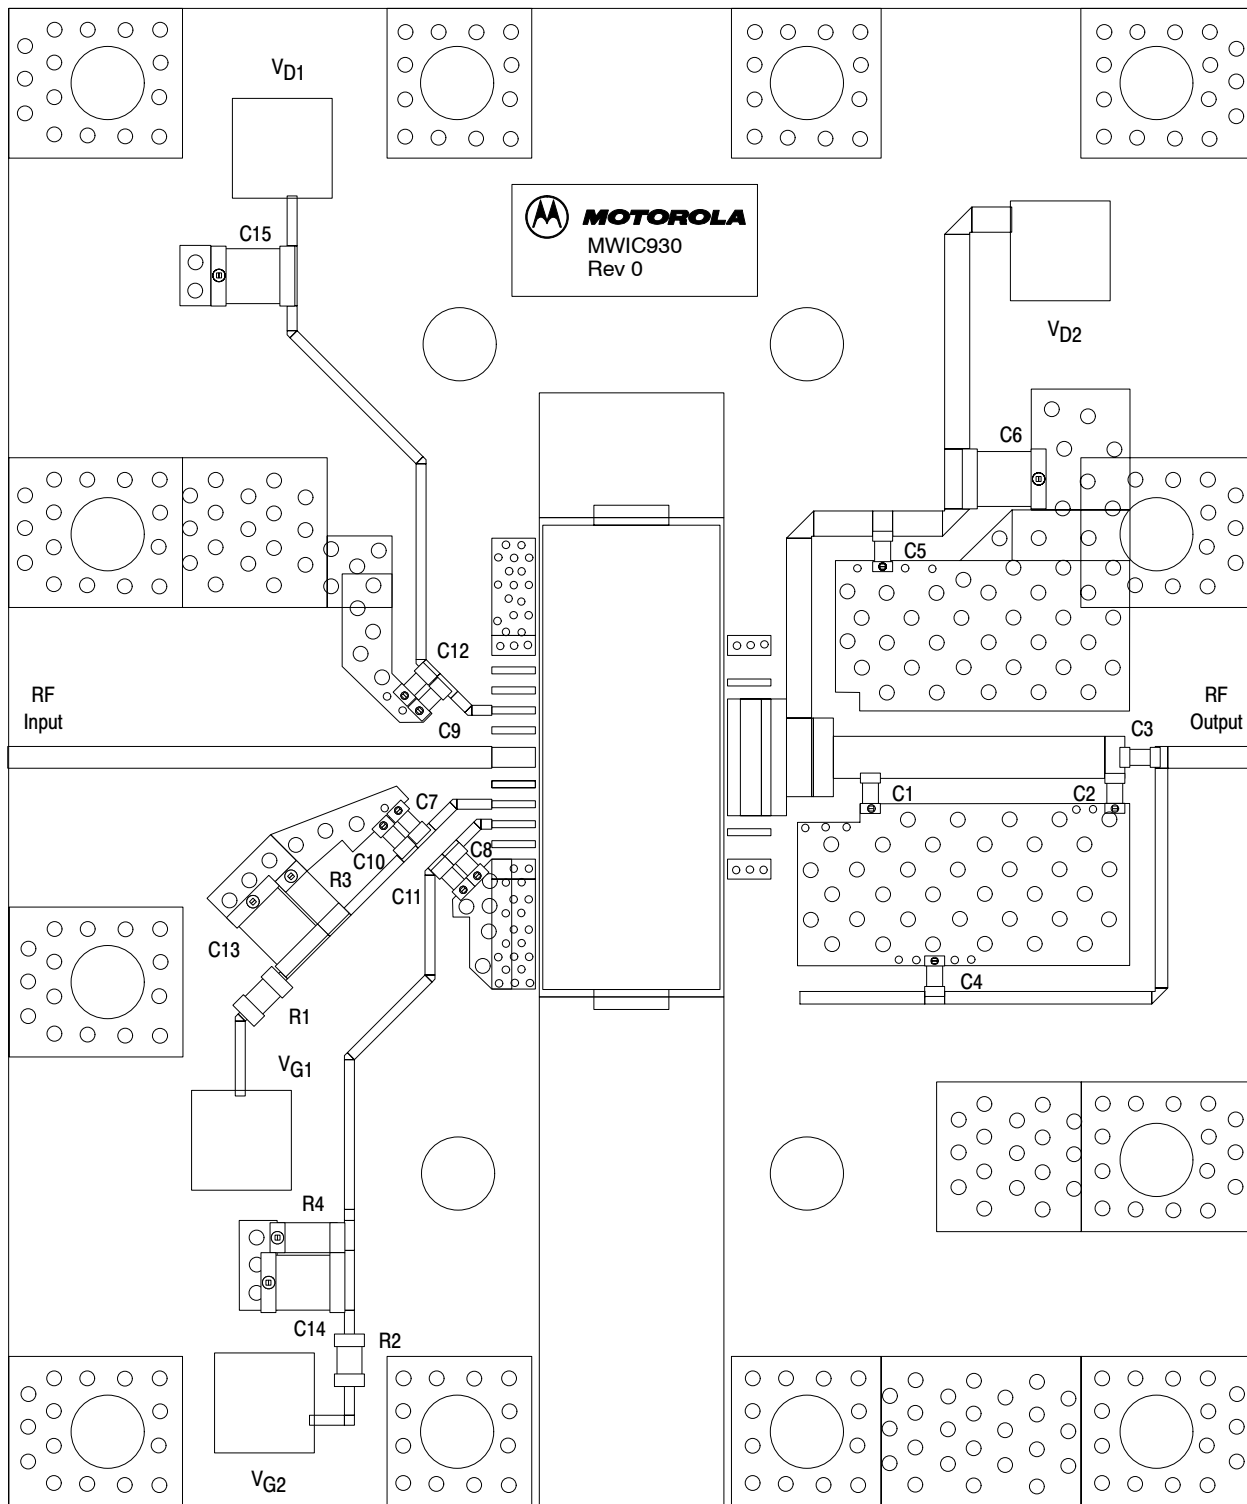 VD1
C15
MOTOROLA
MWIC930
Rev 0
VD2
C6
C5
C12
RF
Input
C9
RF
Output
C3
C7
C1
C2
C10
C8
R3
C11
C13
C4
R1
VG1
R4
C14
R2
VG2